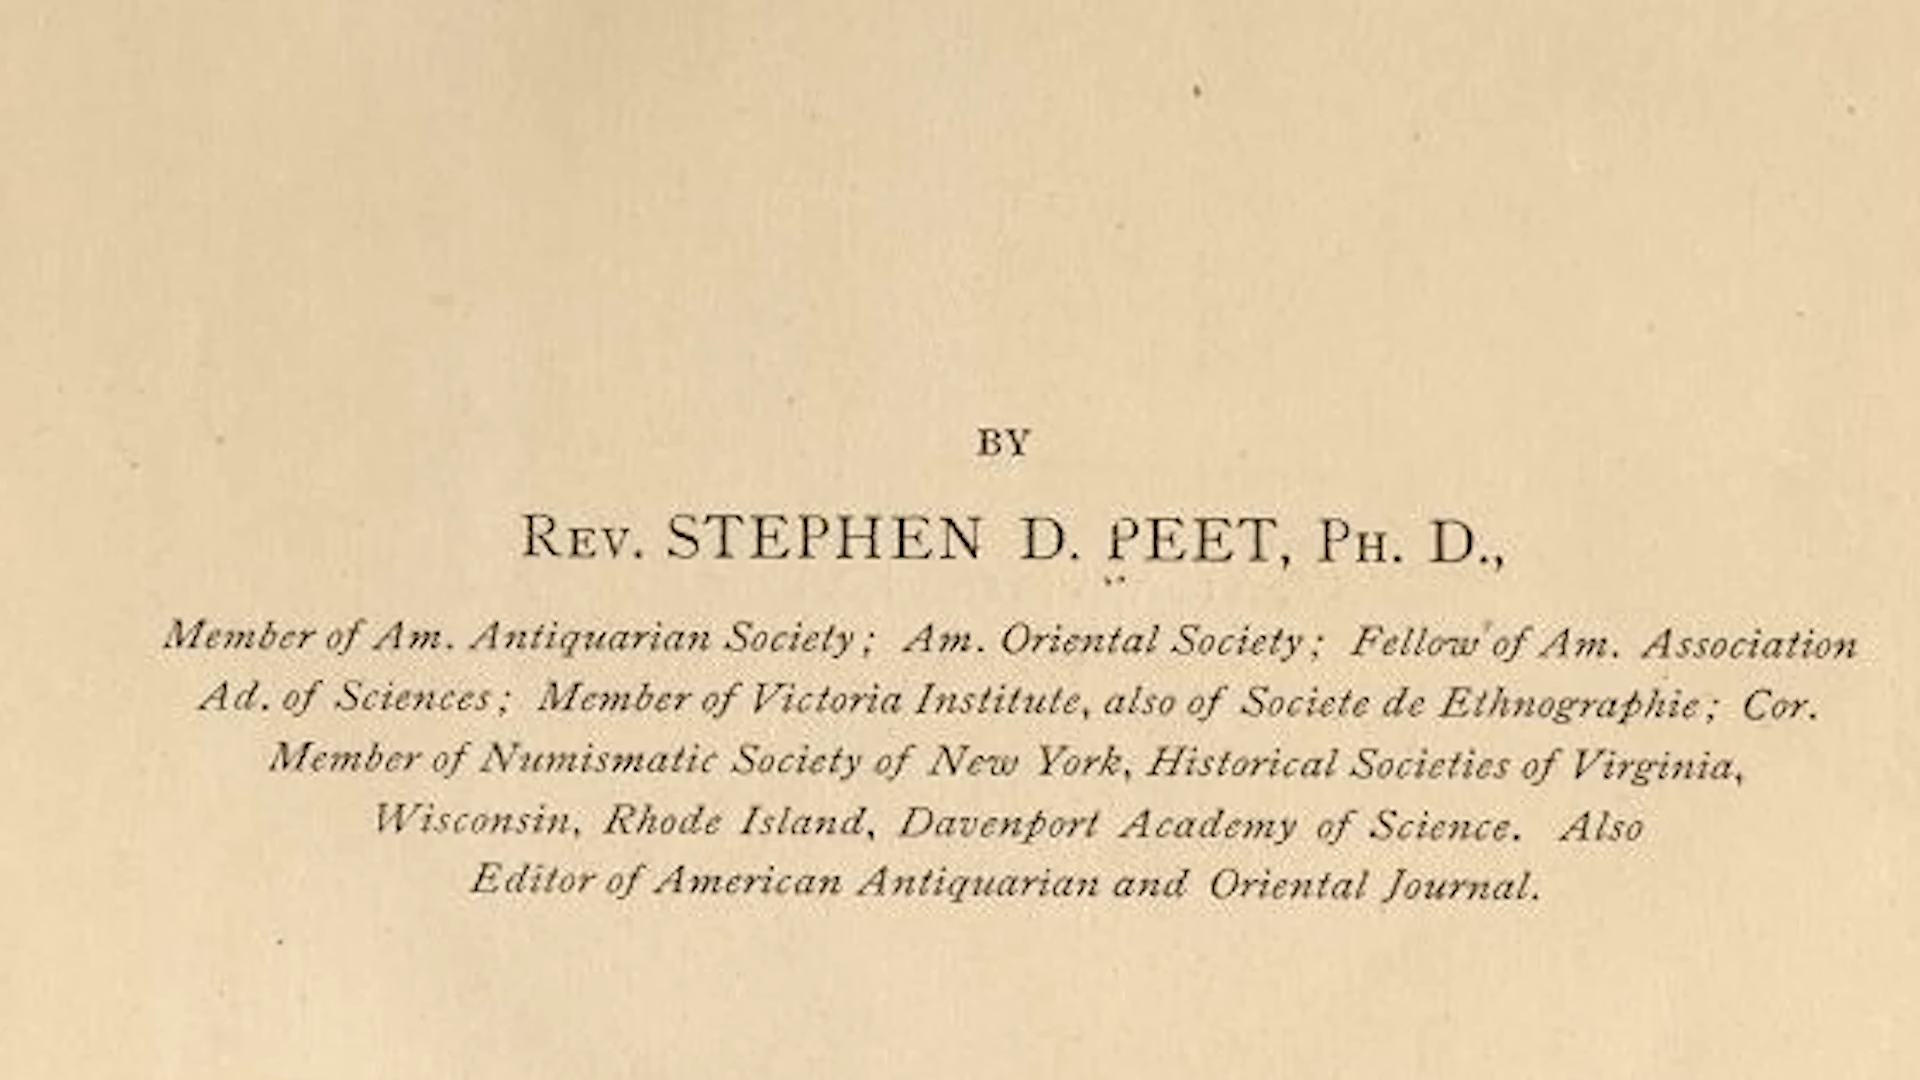 BY
REV. STEPHEN D. PEET, PH. D.,
Member of Am. Antiquarian Society; Am. Oriental Society; Fellow of Am. Association
Ad. of Sciences; Member of Victoria Institute, also of Societe de Ethnographie; Cor.
Member of Numismatic Society of New York, Historical Societies of Virginia,
Wisconsin, Rhode Island, Davenport Academy of Science. Also
Editor of American Antiquarian and Oriental Journal.